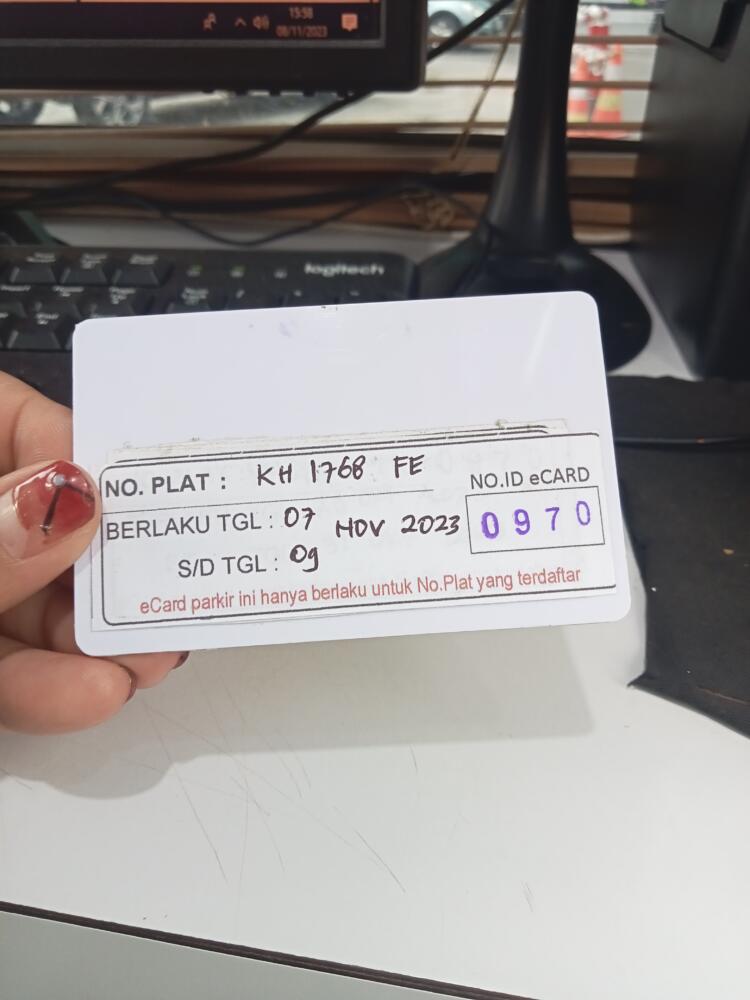 15:58
08/11/2023
logitech
NO. PLAT : KH 1768 FE
NO.ID eCARD
BERLAKU TGL : 07 NOV 2023
0970
S/D TGL : 09
eCard parkir ini hanya berlaku untuk No.Plat yang terdaftar